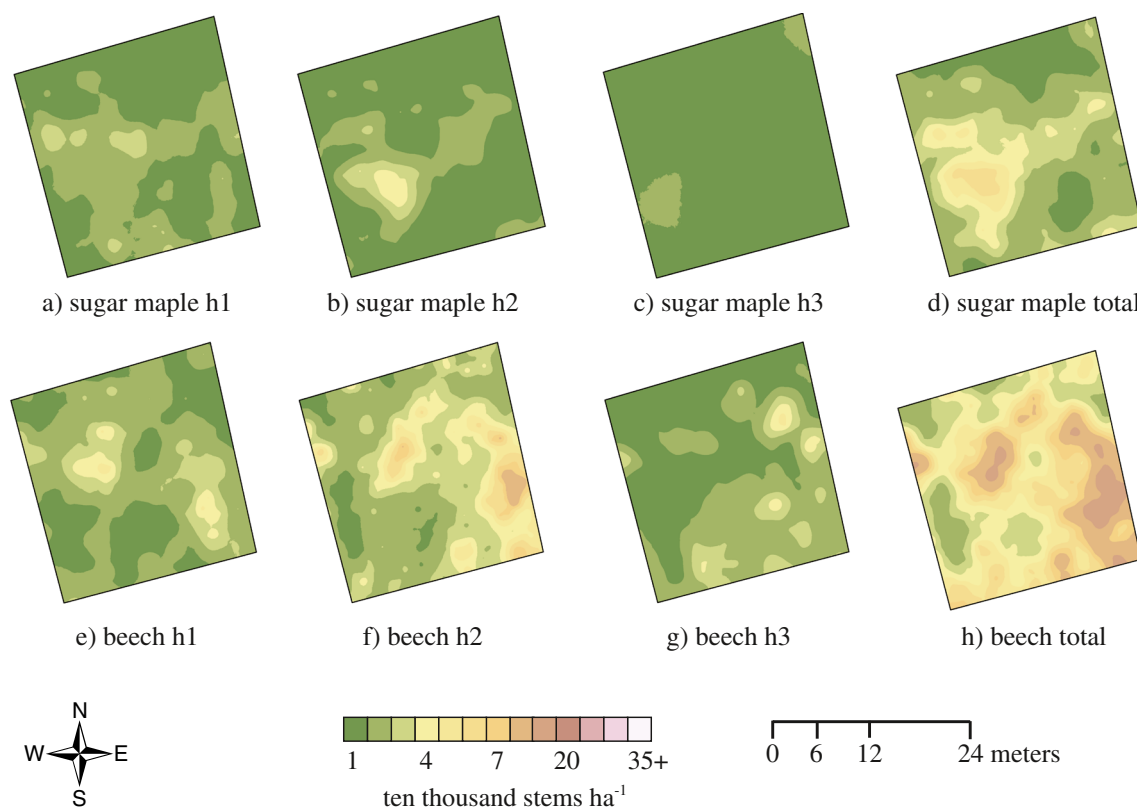 a) sugar maple h1
b) sugar maple h2
c) sugar maple h3
d) sugar maple total
e) beech h1
f) beech h2
g) beech h3
h) beech total
N
W E
S
1 4 7 20 35+
ten thousand stems ha⁻¹
0 6 12 24 meters